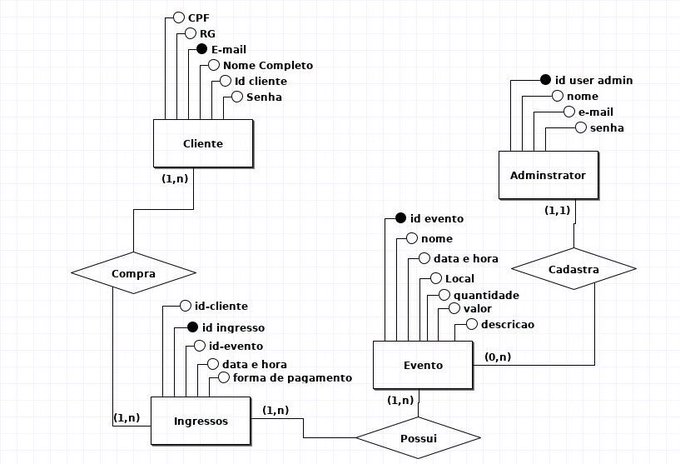 CPF
RG
E-mail
Nome Completo
Id cliente
Senha
Cliente
(1,n)
Compra
id user admin
nome
e-mail
senha
Adminstrator
(1,1)
Cadastra
id evento
nome
data e hora
Local
quantidade
valor
descricao
Evento
(0,n)
(1,n)
id-cliente
id ingresso
id-evento
data e hora
forma de pagamento
Ingressos
(1,n)
(1,n)
Possui